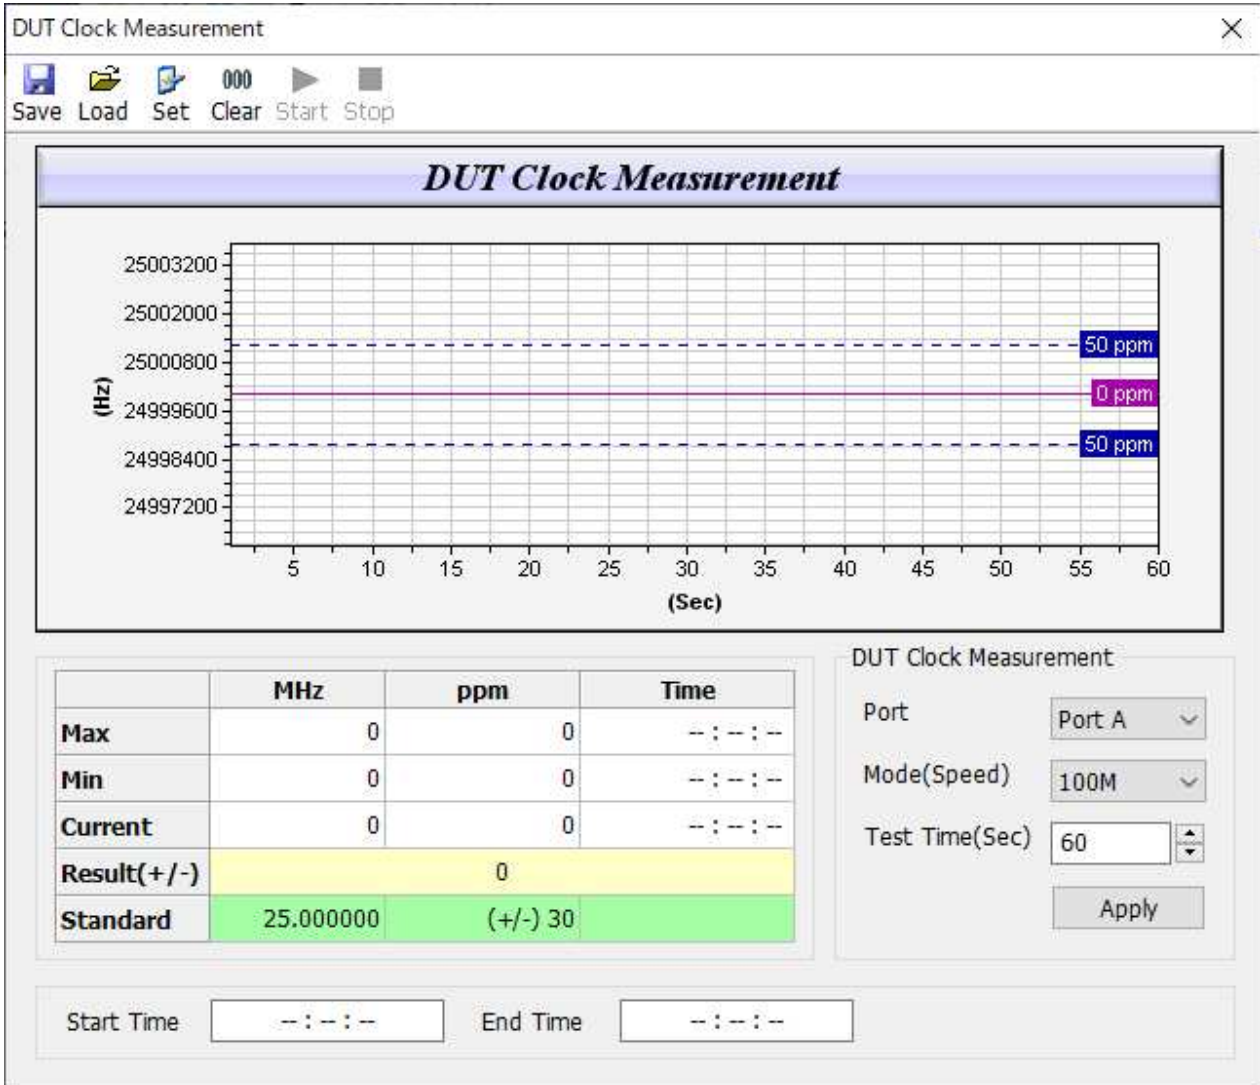 DUT Clock Measurement
000
Save Load Set Clear Start Stop
DUT Clock Measurement
25003200
25002000
50 ppm
25000800
0 ppm
(Hz)
24999600
50 ppm
24998400
24997200
5 10 15 20 25 30 35 40 45 50 55 60
(Sec)
MHz ppm Time
Max 0 0 --:--:--
Min 0 0 --:--:--
Current 0 0 --:--:--
Result(+/-) 0
Standard 25.000000 (+/-) 30
DUT Clock Measurement
Port Port A
Mode(Speed) 100M
Test Time(Sec) 60
Apply
Start Time --:--:-- End Time --:--:--